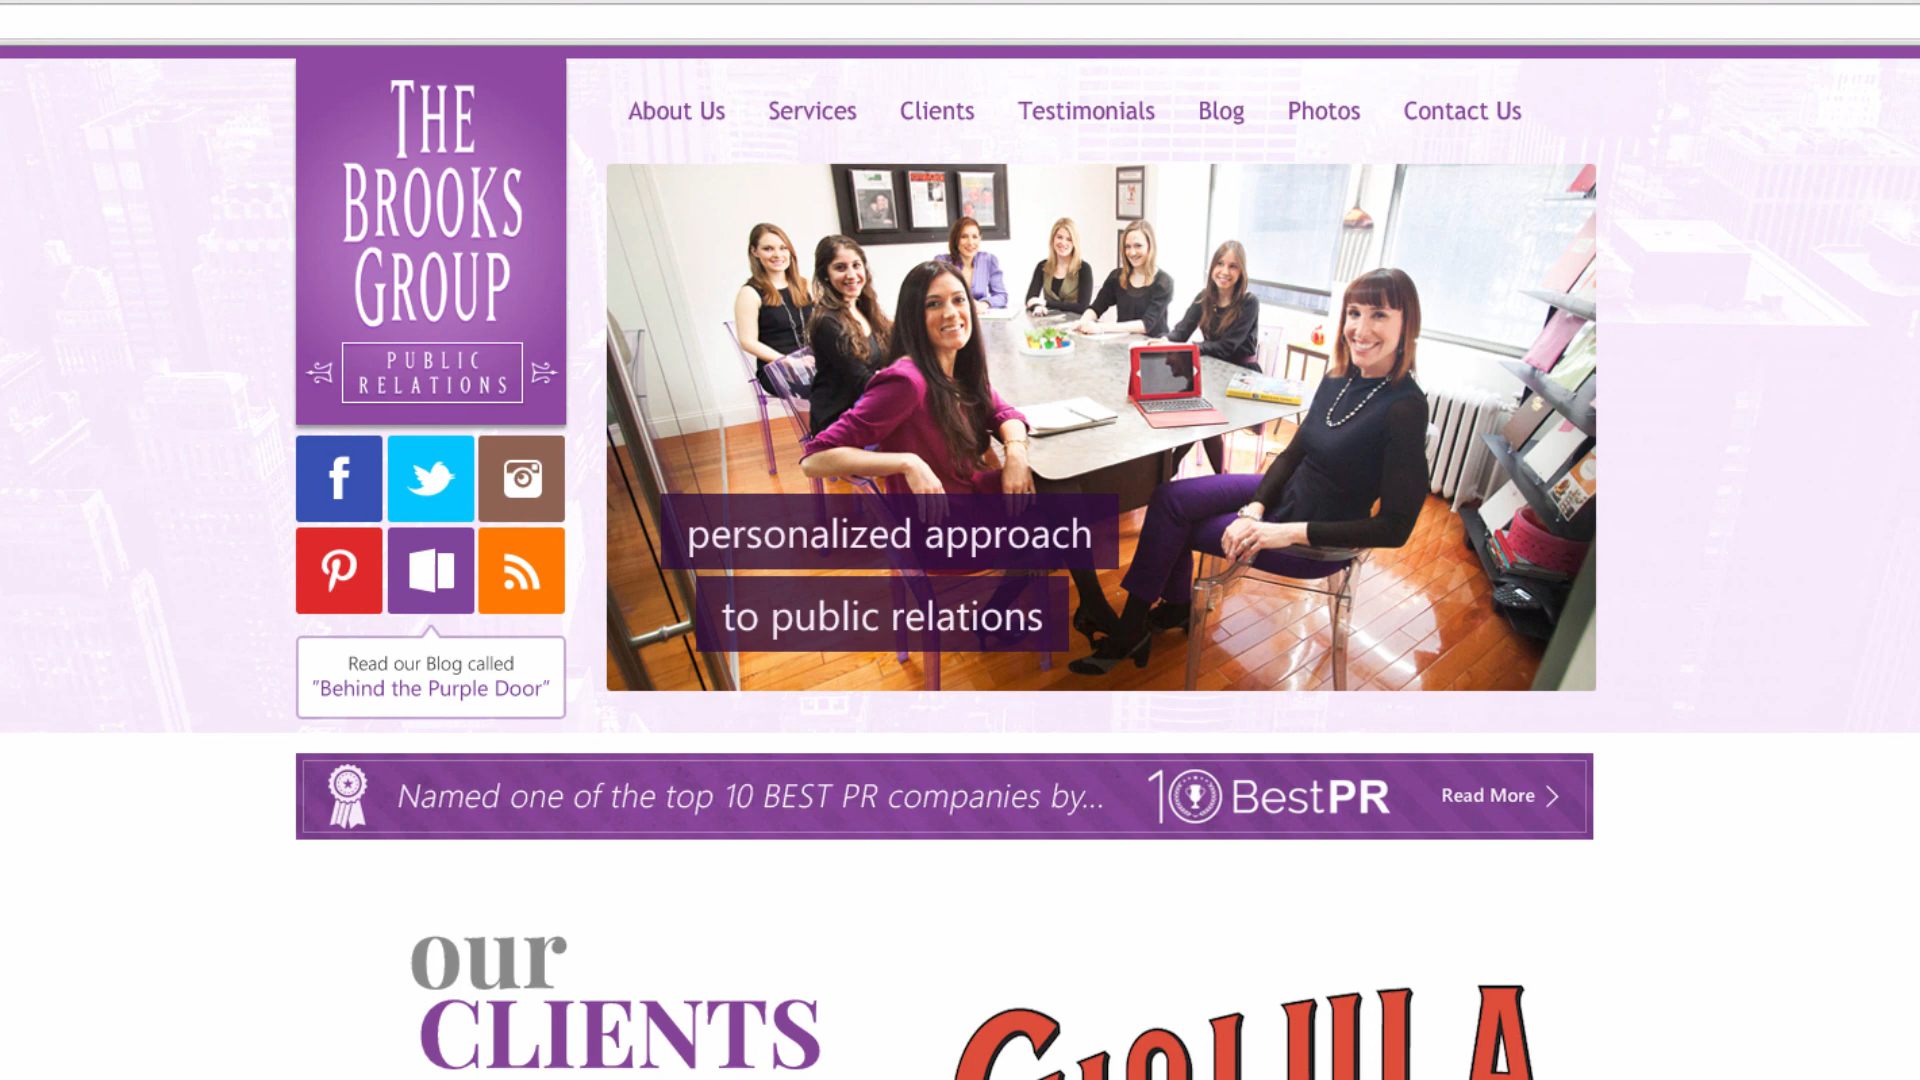 THE
BROOKS
GROUP
PUBLIC
RELATIONS
About Us Services Clients Testimonials Blog Photos Contact Us
personalized approach
to public relations
Read our Blog called
"Behind the Purple Door"
Named one of the top 10 BEST PR companies by... 10 BestPR Read More
our
CLIENTS